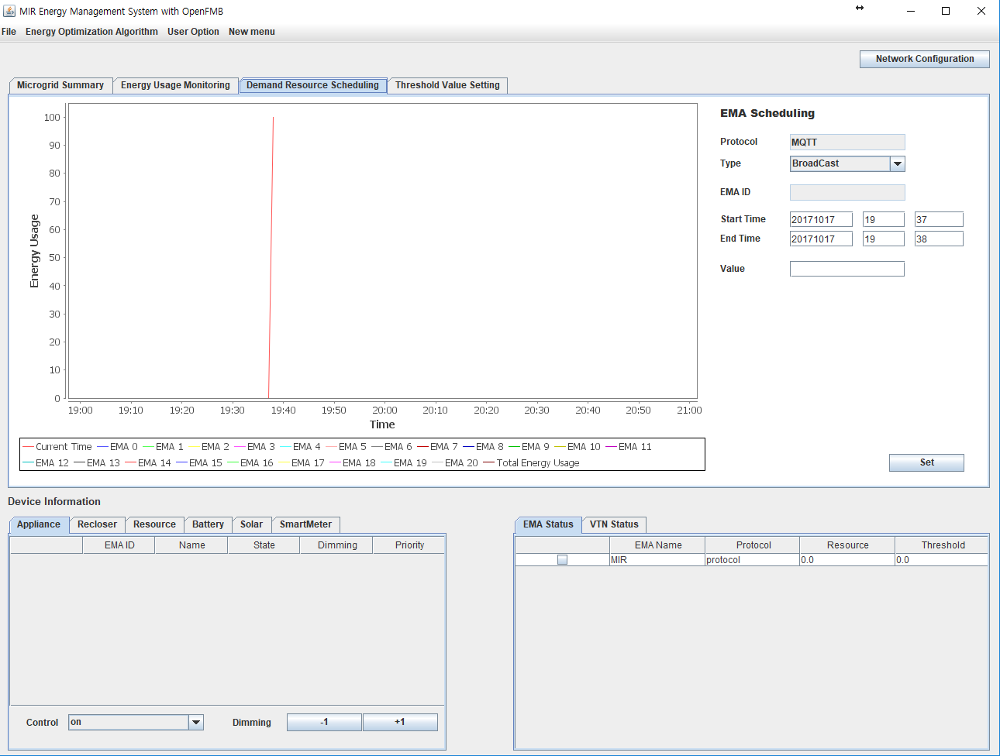 MIR Energy Management System with OpenFMB
File Energy Optimization Algorithm User Option New menu
Network Configuration
Microgrid Summary Energy Usage Monitoring Demand Resource Scheduling Threshold Value Setting
EMA Scheduling
Protocol MQTT
Type BroadCast
EMA ID
Start Time 20171017 19 37
End Time 20171017 19 38
Value
Set
Energy Usage
100
90
80
70
60
50
40
30
20
10
0
19:00 19:10 19:20 19:30 19:40 19:50 20:00 20:10 20:20 20:30 20:40 20:50 21:00
Time
Current Time EMA 0 EMA 1 EMA 2 EMA 3 EMA 4 EMA 5 EMA 6 EMA 7 EMA 8 EMA 9 EMA 10 EMA 11
EMA 12 EMA 13 EMA 14 EMA 15 EMA 16 EMA 17 EMA 18 EMA 19 EMA 20 Total Energy Usage
Device Information
Appliance Recloser Resource Battery Solar SmartMeter
EMA ID Name State Dimming Priority
Control on Dimming -1 +1
EMA Status VTN Status
EMA Name Protocol Resource Threshold
MIR protocol 0.0 0.0